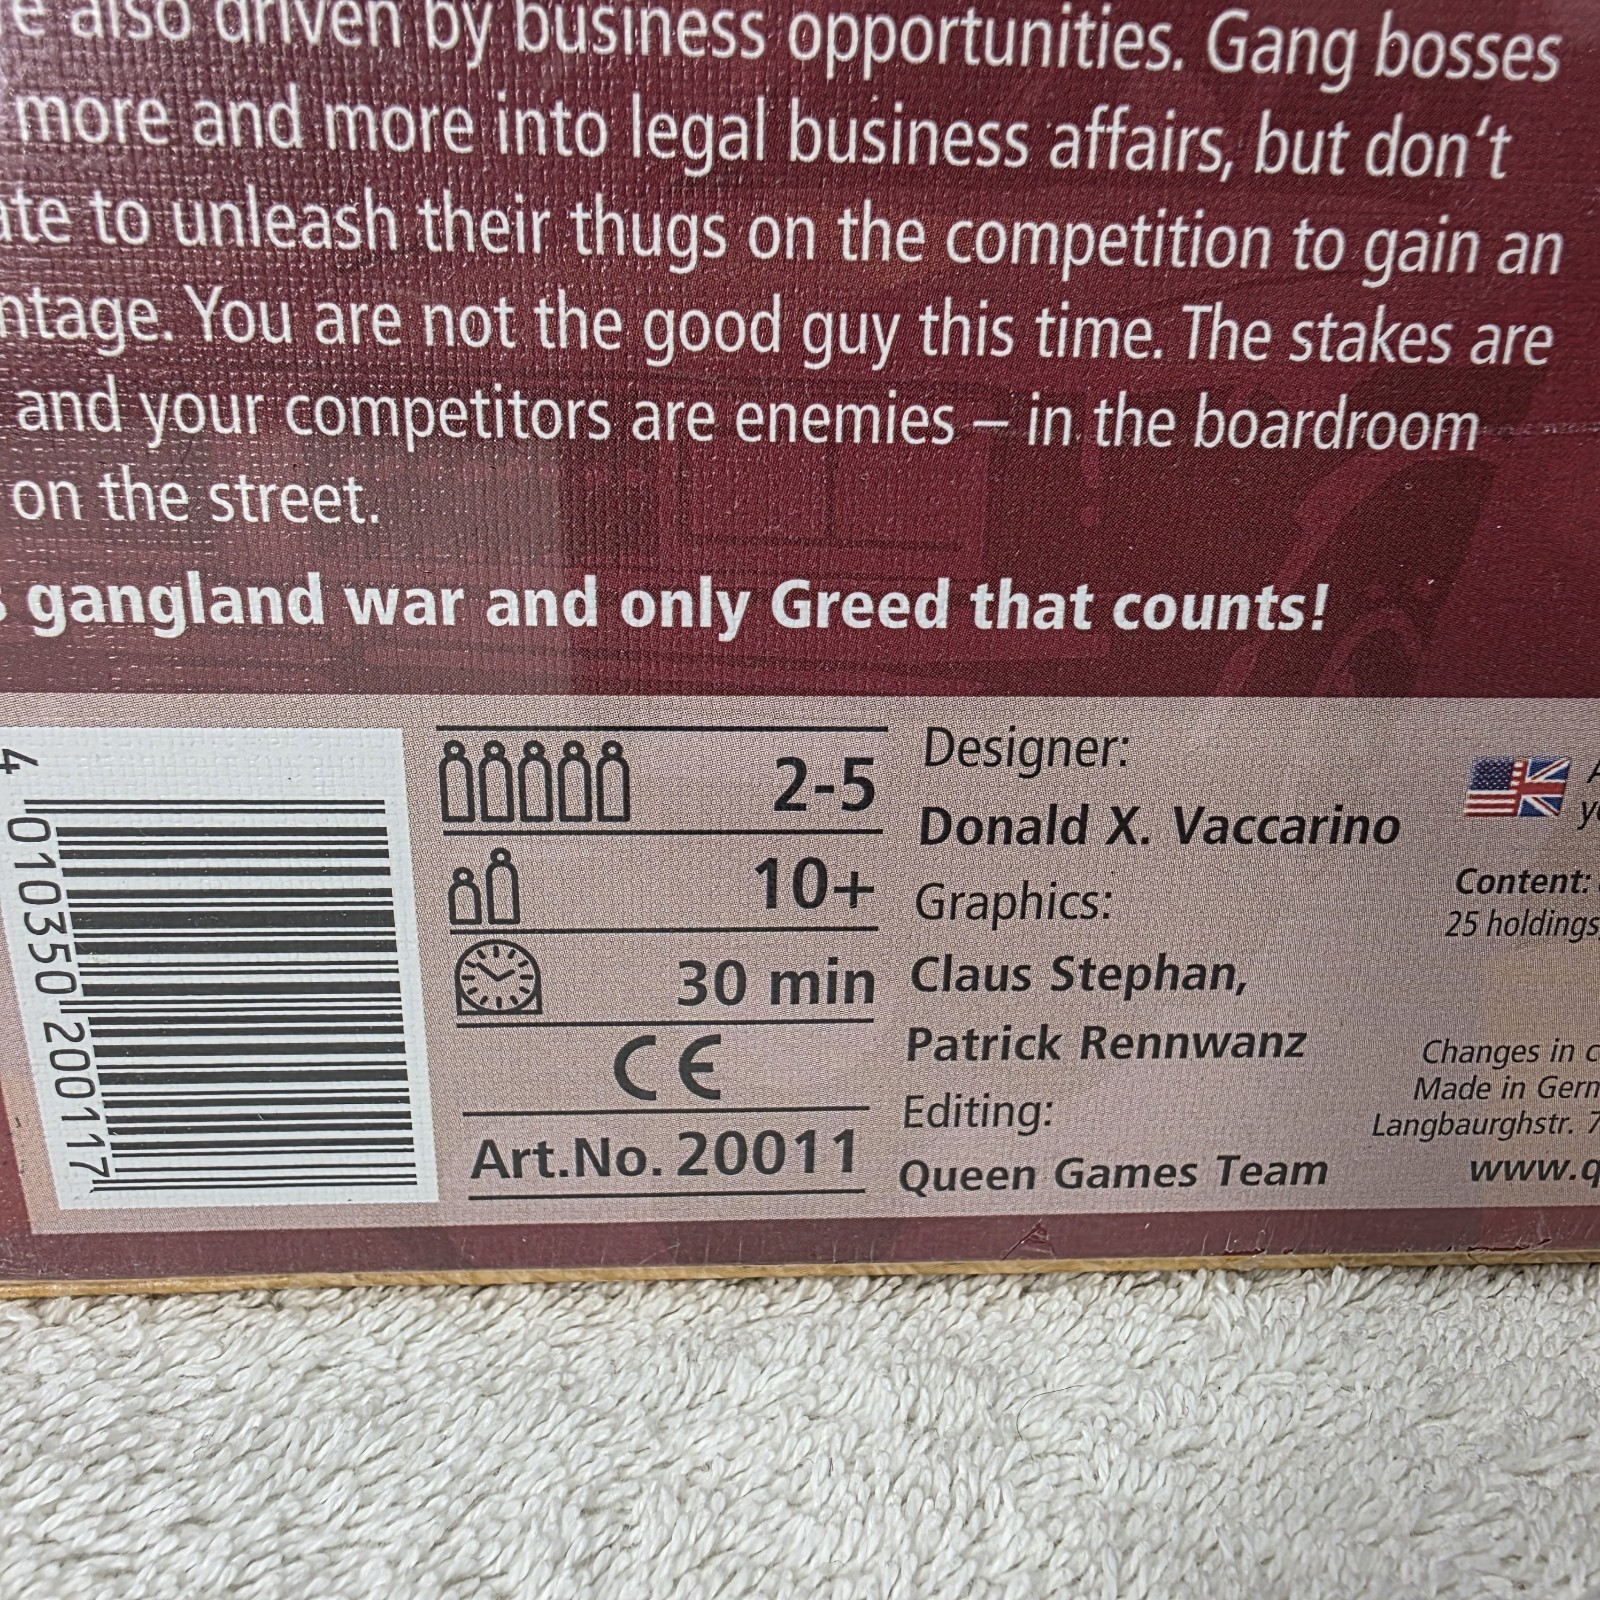 also driven by business opportunities. Gang bosses
more and more into legal business affairs, but don't
to unleash their thugs on the competition to gain an
You are not the good guy this time. The stakes are
and your competitors are enemies – in the boardroom
on the street.
gangland war and only Greed that counts!
4 010350 200117
2-5
10+
30 min
CE
Art.No. 20011
Designer:
Donald X. Vaccarino
Graphics:
Claus Stephan,
Patrick Rennwanz
Editing:
Queen Games Team
Content:
25 holdings,
Changes in
Made in
Langbaurghstr. 7